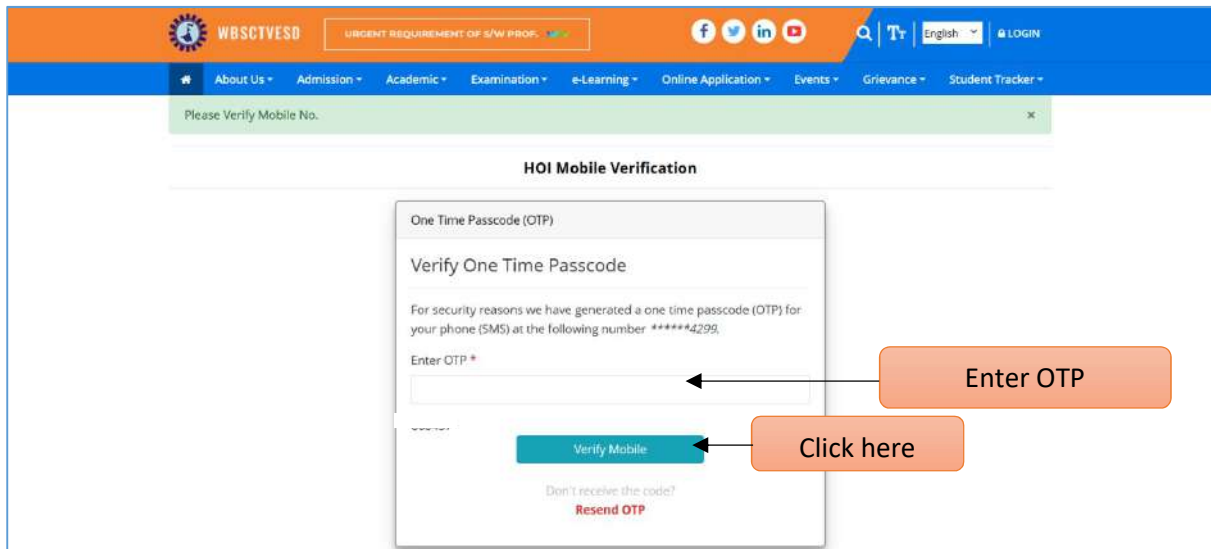 WBSCTVESD
URGENT REQUIREMENT OF S/W PROF.
English
LOGIN
About Us Admission Academic Examination e-Learning Online Application Events Grievance Student Tracker
Please Verify Mobile No. ×
HOI Mobile Verification
One Time Passcode (OTP)
Verify One Time Passcode
For security reasons we have generated a one time passcode (OTP) for
your phone (SMS) at the following number ******4299.
Enter OTP *
Enter OTP
Verify Mobile
Click here
Don't receive the code?
Resend OTP